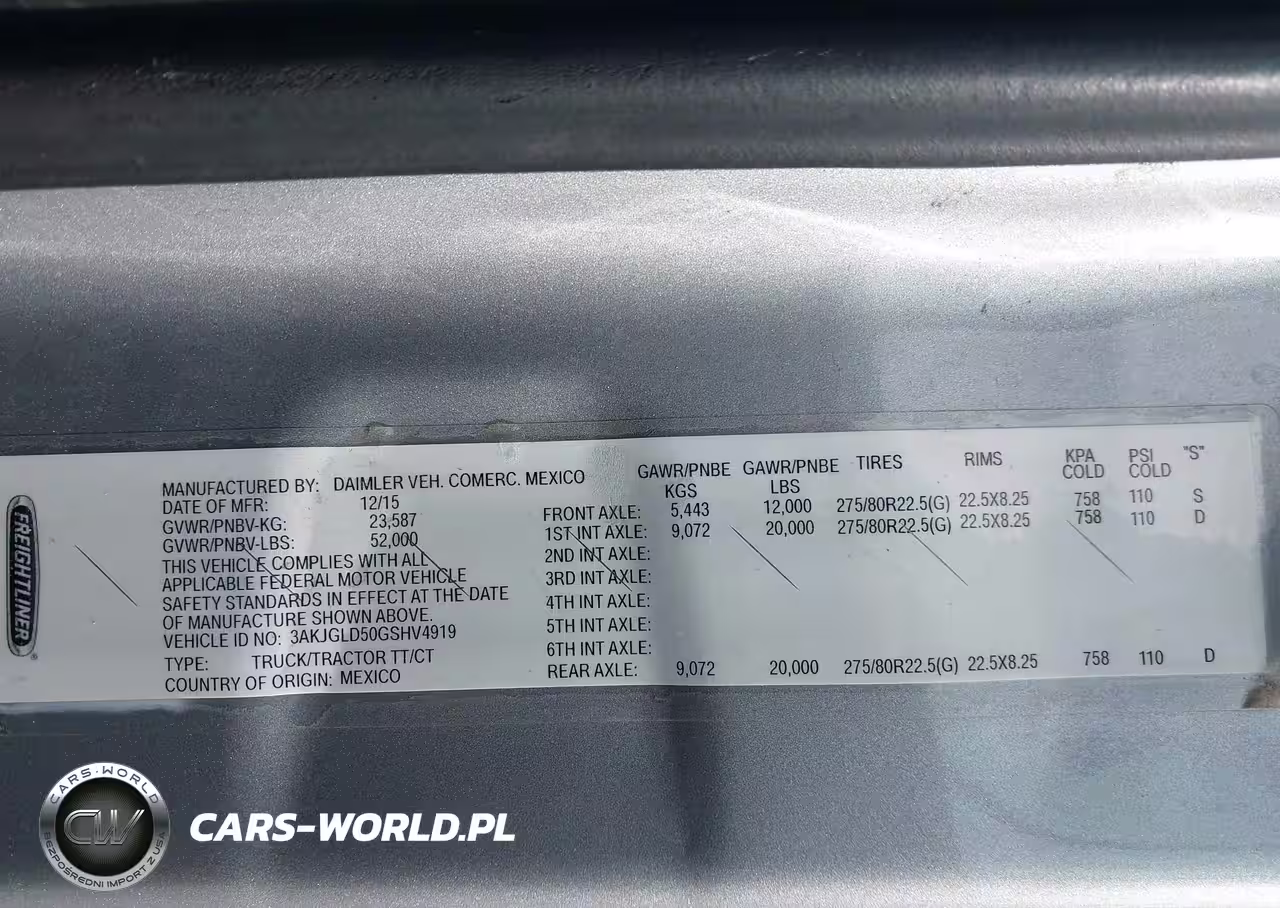 FREIGHTLINER
MANUFACTURED BY: DAIMLER VEH. COMERC. MEXICO
DATE OF MFR: 12/15
GVWR/PNBV-KG: 23,587
GVWR/PNBV-LBS: 52,000
THIS VEHICLE COMPLIES WITH ALL
APPLICABLE FEDERAL MOTOR VEHICLE
SAFETY STANDARDS IN EFFECT AT THE DATE
OF MANUFACTURE SHOWN ABOVE.
VEHICLE ID NO: 3AKJGLD50GSHV4919
TYPE: TRUCK/TRACTOR TT/CT
COUNTRY OF ORIGIN: MEXICO
GAWR/PNBE GAWR/PNBE TIRES RIMS KPA PSI "S"
KGS LBS COLD COLD
FRONT AXLE: 5,443 12,000 275/80R22.5(G) 22.5X8.25 758 110 S
1ST INT AXLE: 9,072 20,000 275/80R22.5(G) 22.5X8.25 758 110 D
2ND INT AXLE:
3RD INT AXLE:
4TH INT AXLE:
5TH INT AXLE:
6TH INT AXLE:
REAR AXLE: 9,072 20,000 275/80R22.5(G) 22.5X8.25 758 110 D
CARS-WORLD
CW
BEZPOŚREDNI IMPORT Z USA
CARS-WORLD.PL